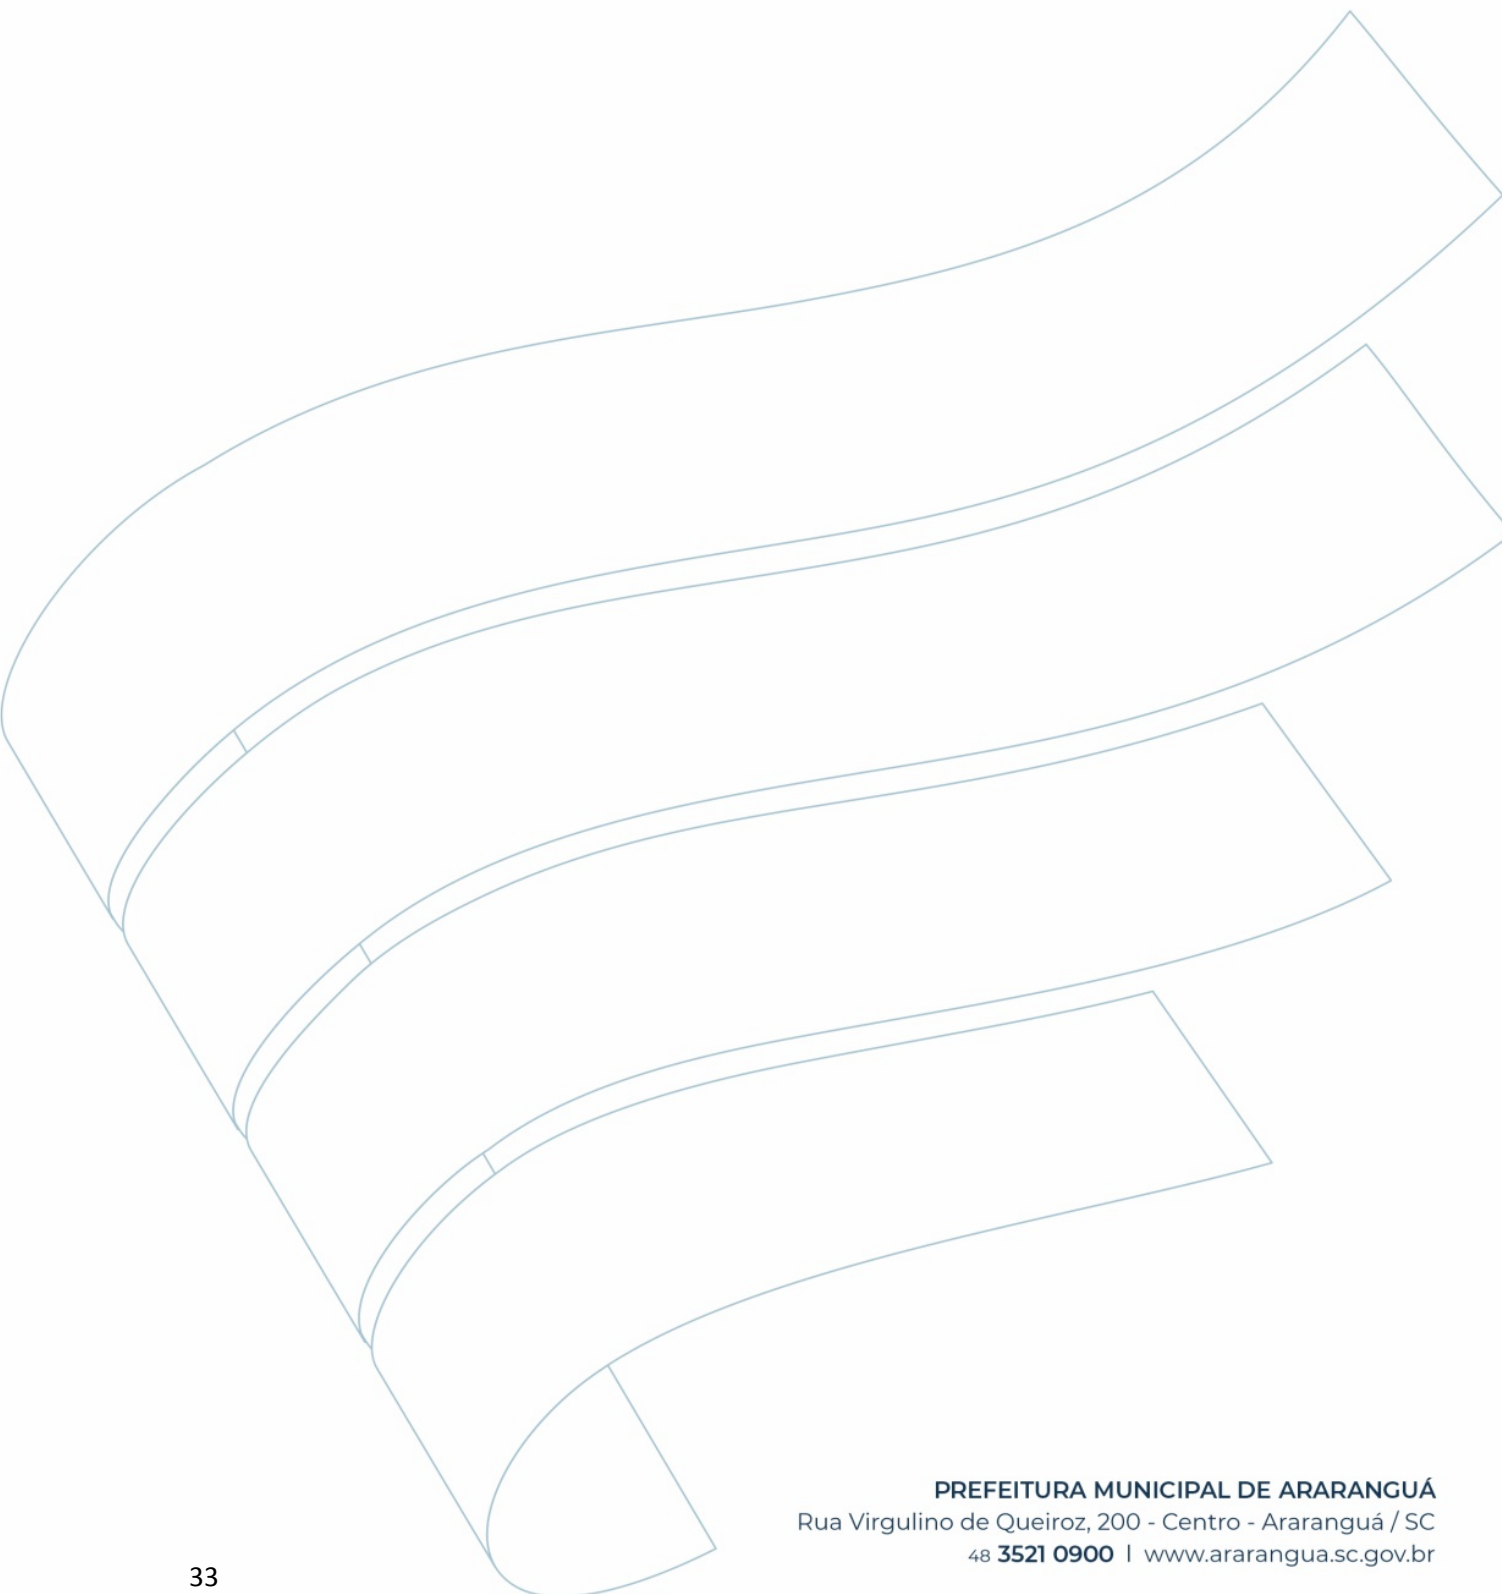 PREFEITURA MUNICIPAL DE ARARANGUÁ
Rua Virgulino de Queiroz, 200 - Centro - Araranguá / SC
48 3521 0900 | www.ararangua.sc.gov.br
33